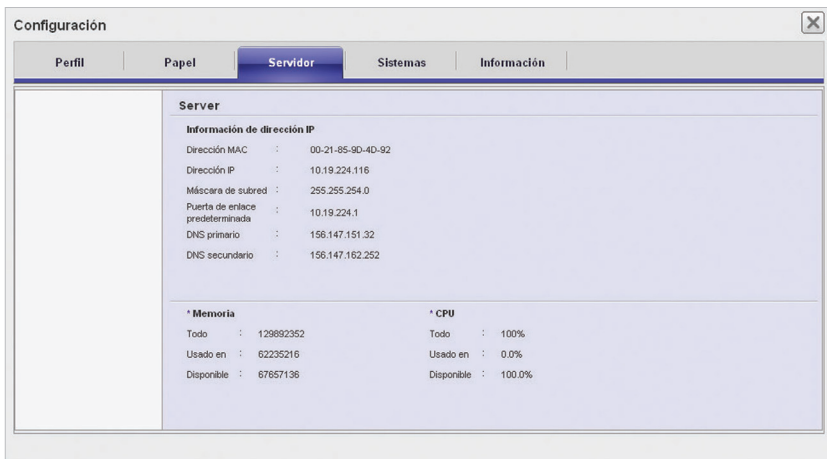 Configuración
Perfil Papel Servidor Sistemas Información
Server
Información de dirección IP
Dirección MAC : 00-21-85-9D-4D-92
Dirección IP : 10.19.224.116
Máscara de subred : 255.255.254.0
Puerta de enlace
predeterminada : 10.19.224.1
DNS primario : 156.147.151.32
DNS secundario : 156.147.162.252
* Memoria * CPU
Todo : 129892352 Todo : 100%
Usado en : 62235216 Usado en : 0.0%
Disponible : 67657136 Disponible : 100.0%